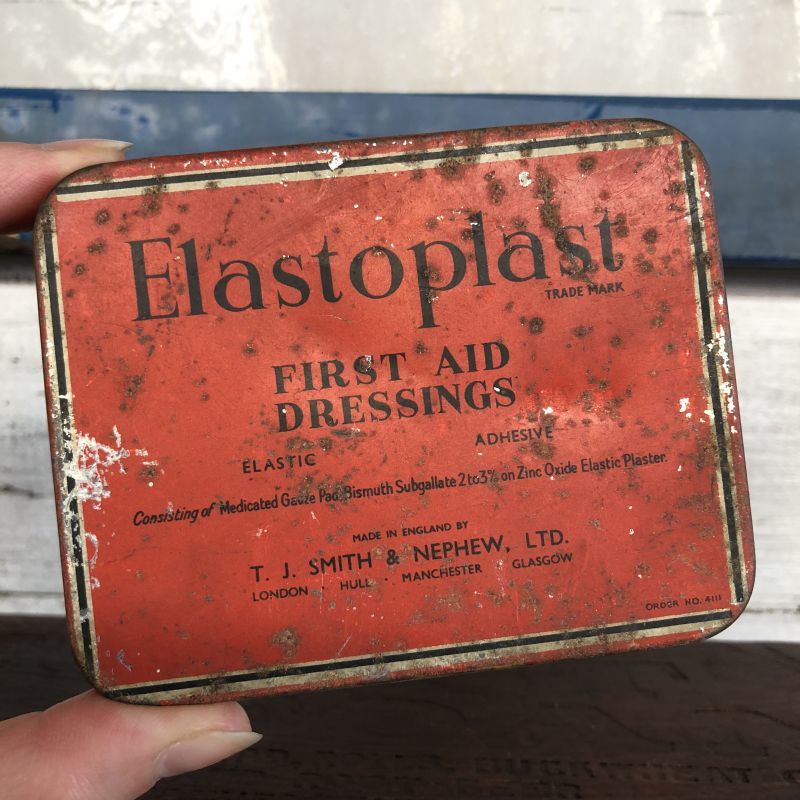 Elastoplast
TRADE MARK
FIRST AID
DRESSINGS
ELASTIC ADHESIVE
Consisting of Medicated Gauze Pad, Bismuth Subgallate 2 to 3% on Zinc Oxide Elastic Plaster.
MADE IN ENGLAND BY
T. J. SMITH & NEPHEW, LTD.
LONDON · HULL · MANCHESTER GLASGOW
ORDER NO. 4111